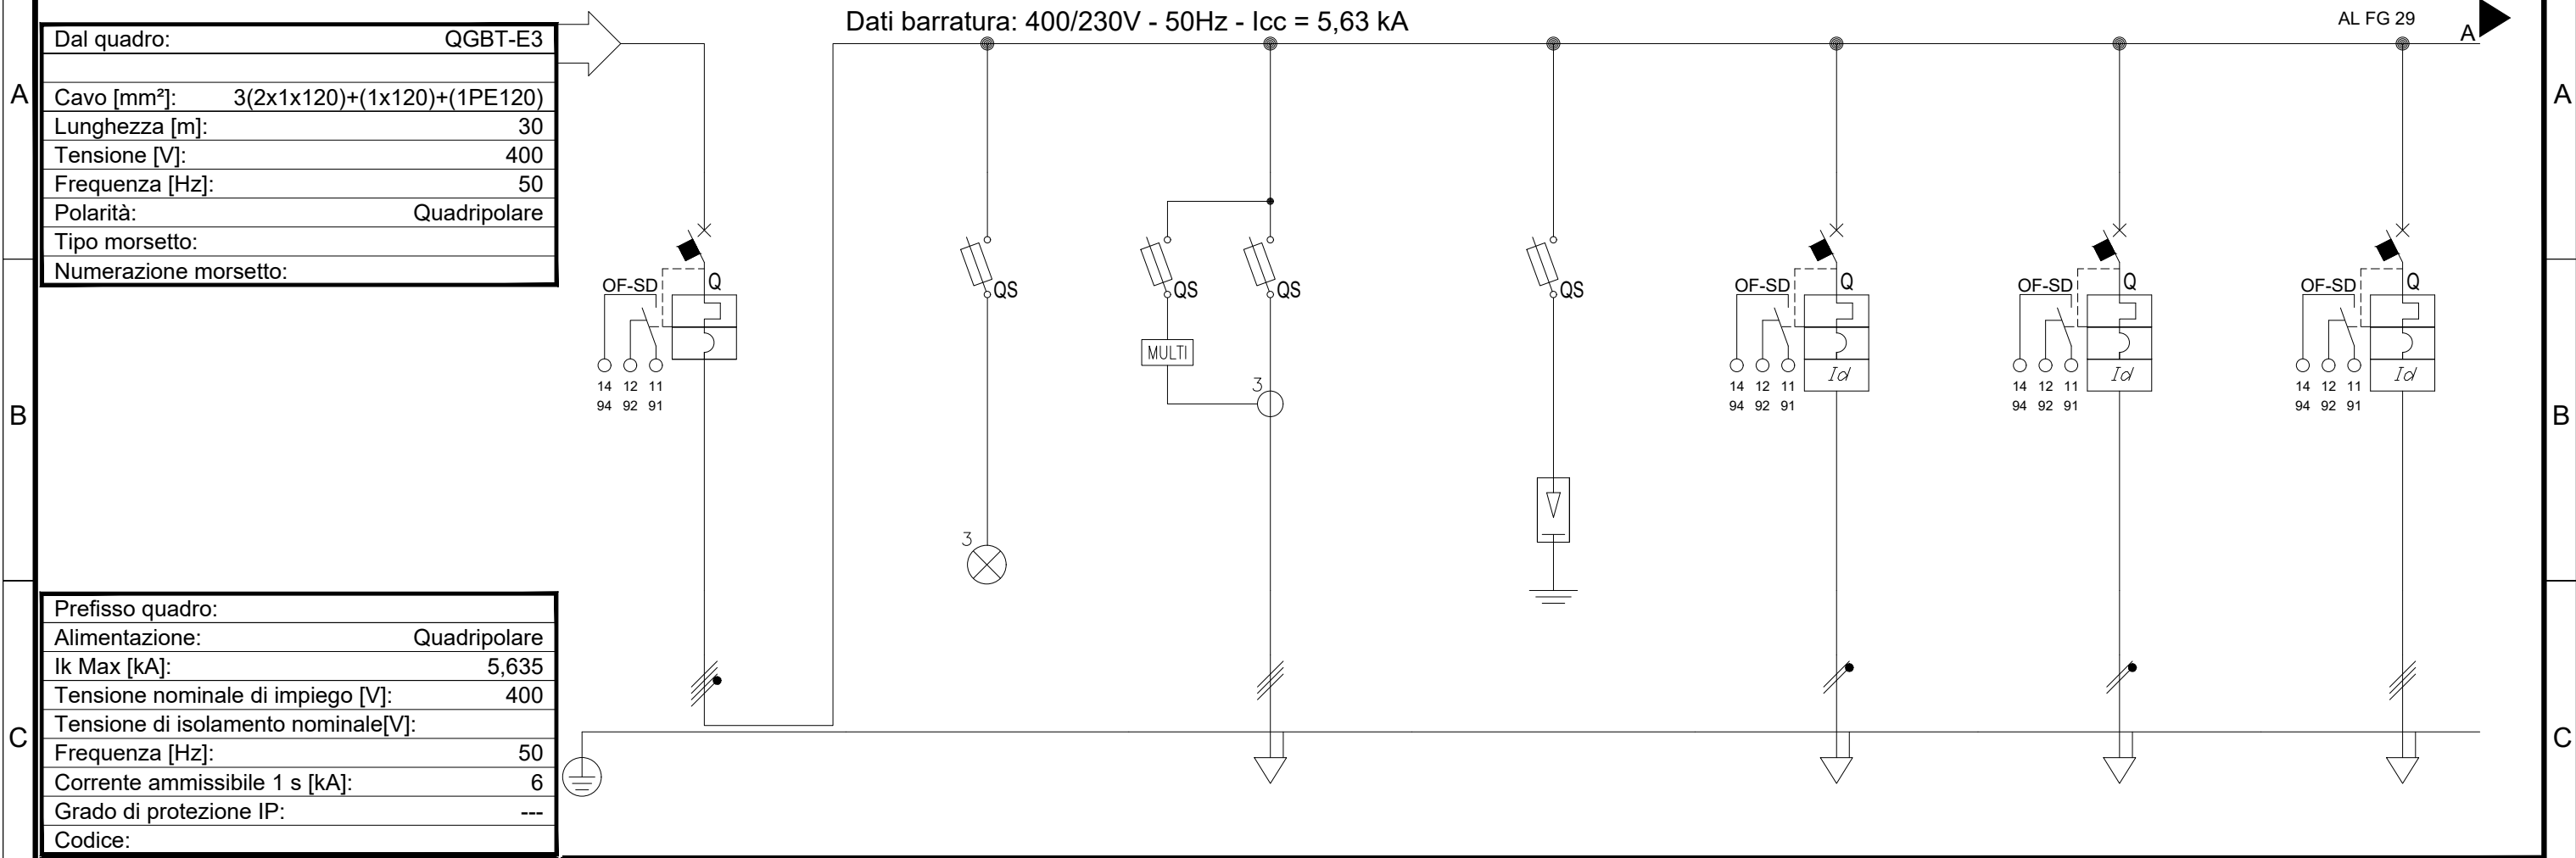 Dati barratura: 400/230V - 50Hz - Icc = 5,63 kA
AL FG 29
A
Dal quadro: QGBT-E3
Cavo [mm²]: 3(2x1x120)+(1x120)+(1PE120)
Lunghezza [m]: 30
Tensione [V]: 400
Frequenza [Hz]: 50
Polarità: Quadripolare
Tipo morsetto:
Numerazione morsetto:
A
A
OF-SD Q
14 12 11
94 92 91
QS
3
QS
QS
MULTI
3
QS
OF-SD Q
Id
14 12 11
94 92 91
OF-SD Q
Id
14 12 11
94 92 91
OF-SD Q
Id
14 12 11
94 92 91
B
B
Prefisso quadro:
Alimentazione: Quadripolare
Ik Max [kA]: 5,635
Tensione nominale di impiego [V]: 400
Tensione di isolamento nominale[V]:
Frequenza [Hz]: 50
Corrente ammissibile 1 s [kA]: 6
Grado di protezione IP: ---
Codice:
C
C